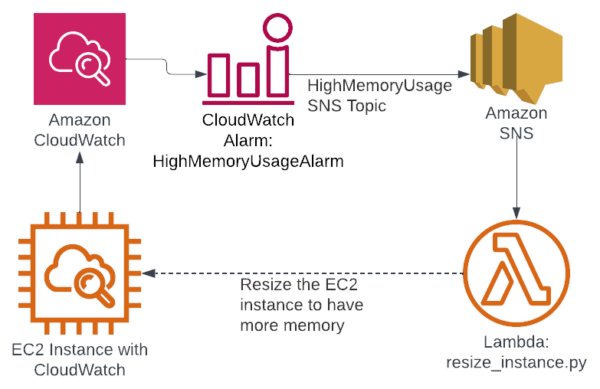 Amazon
CloudWatch
CloudWatch
Alarm:
HighMemoryUsageAlarm
HighMemoryUsage
SNS Topic
Amazon
SNS
EC2 Instance with
CloudWatch
Resize the EC2
instance to have
more memory
Lambda:
resize_instance.py